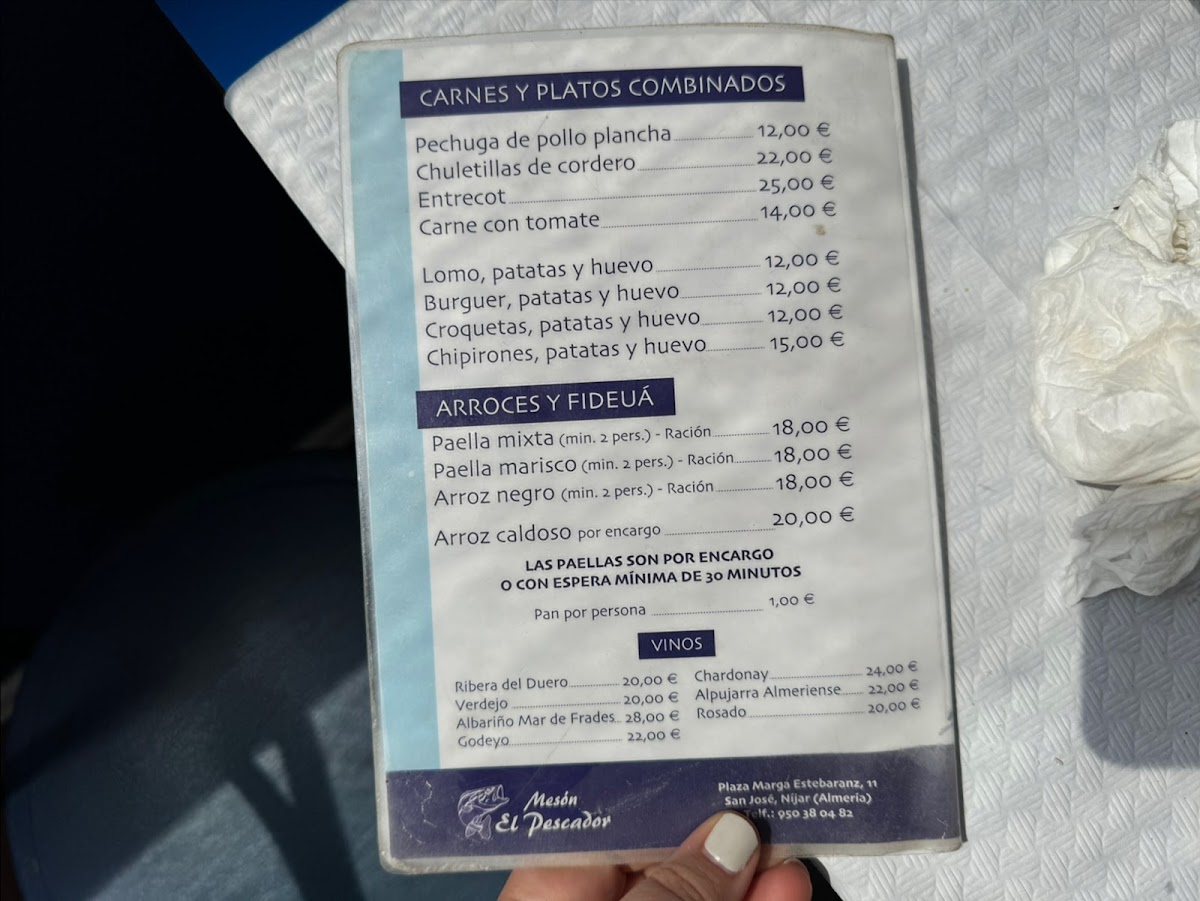 CARNES Y PLATOS COMBINADOS
Pechuga de pollo plancha 12,00 €
Chuletillas de cordero 22,00 €
Entrecot 25,00 €
Carne con tomate 14,00 €
Lomo, patatas y huevo 12,00 €
Burguer, patatas y huevo 12,00 €
Croquetas, patatas y huevo 12,00 €
Chipirones, patatas y huevo 15,00 €
ARROCES Y FIDEUÁ
Paella mixta (min. 2 pers.) - Ración 18,00 €
Paella marisco (min. 2 pers.) - Ración 18,00 €
Arroz negro (min. 2 pers.) - Ración 18,00 €
Arroz caldoso por encargo 20,00 €
LAS PAELLAS SON POR ENCARGO
O CON ESPERA MÍNIMA DE 30 MINUTOS
Pan por persona 1,00 €
VINOS
Ribera del Duero 20,00 €
Verdejo 20,00 €
Albariño Mar de Frades 28,00 €
Godeyo 22,00 €
Chardonay 24,00 €
Alpujarra Almeriense 22,00 €
Rosado 20,00 €
Mesón
El Pescador
Plaza Marga Estebaranz, 11
San José, Níjar (Almería)
Telf.: 950 38 04 82